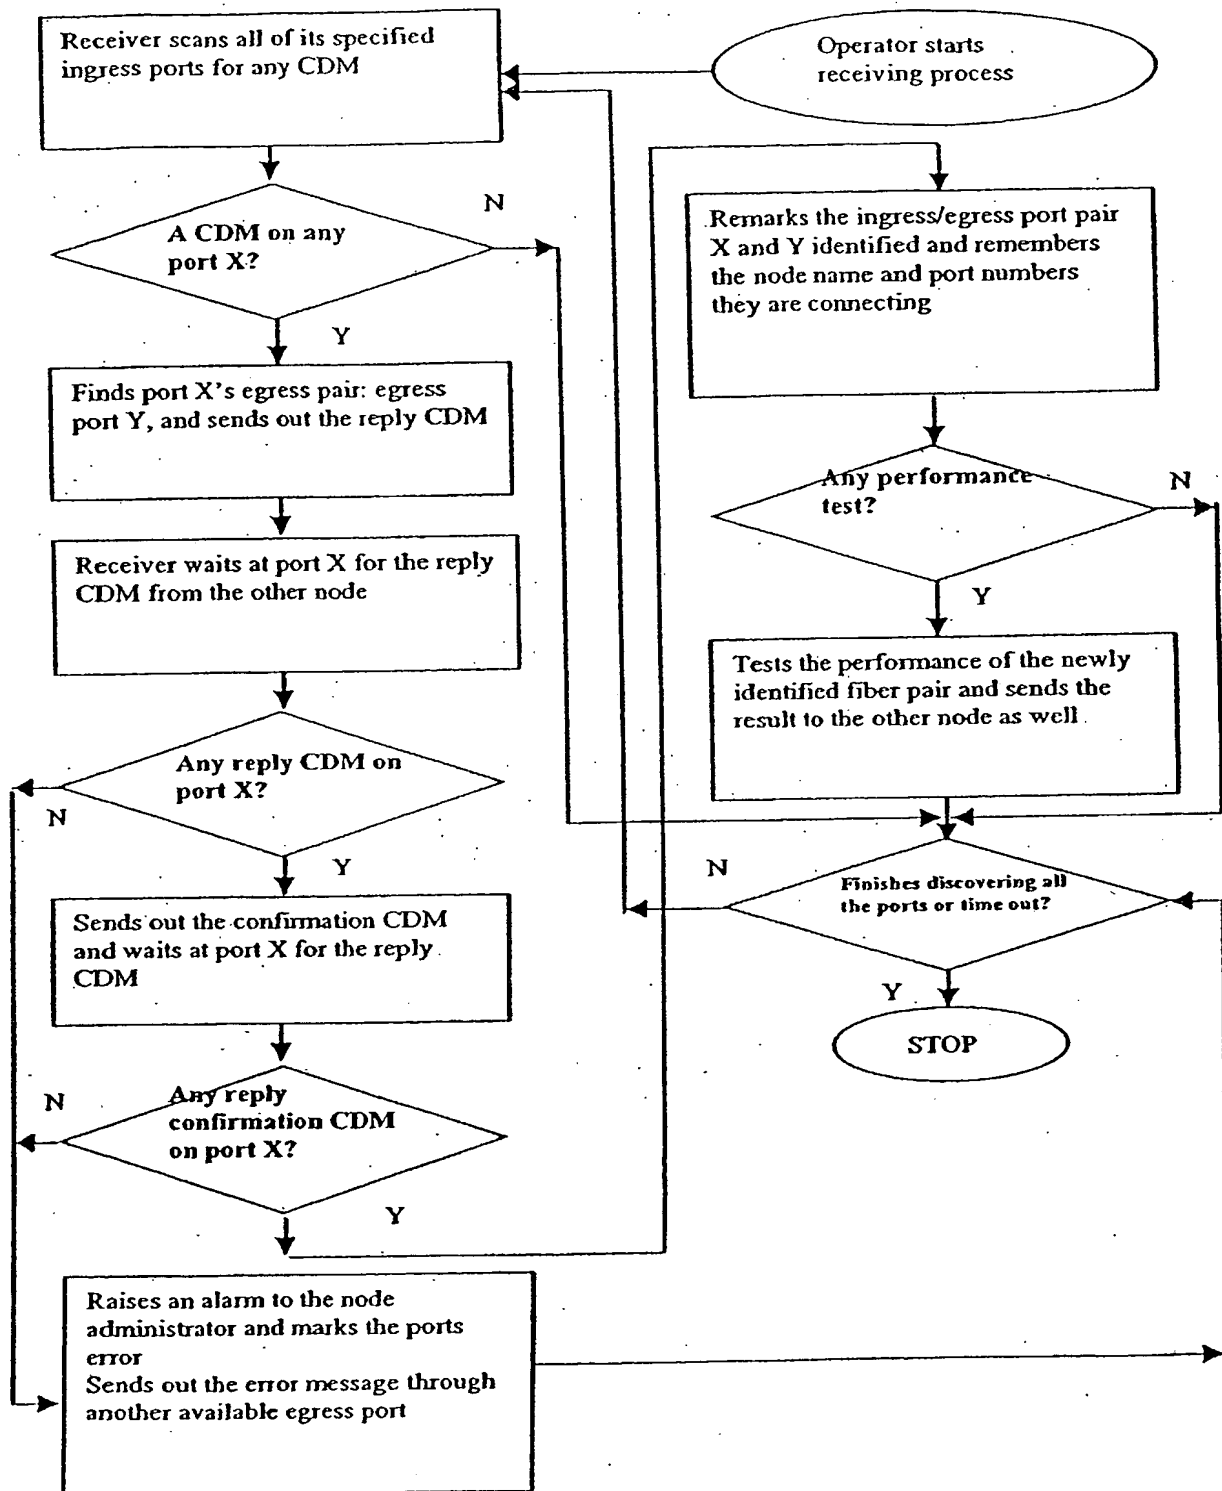 Receiver scans all of its specified
ingress ports for any CDM
Operator starts
receiving process
N
A CDM on any
port X?
Y
Remarks the ingress/egress port pair
X and Y identified and remembers
the node name and port numbers
they are connecting
Finds port X's egress pair: egress
port Y, and sends out the reply CDM
Any performance
test?
N
Receiver waits at port X for the reply
CDM from the other node
Y
Tests the performance of the newly
identified fiber pair and sends the
result to the other node as well
Any reply CDM on
port X?
N
Y
N
Finishes discovering all
the ports or time out?
Sends out the confirmation CDM
and waits at port X for the reply
CDM
Y
STOP
N
Any reply
confirmation CDM
on port X?
Y
Raises an alarm to the node
administrator and marks the ports
error
Sends out the error message through
another available egress port